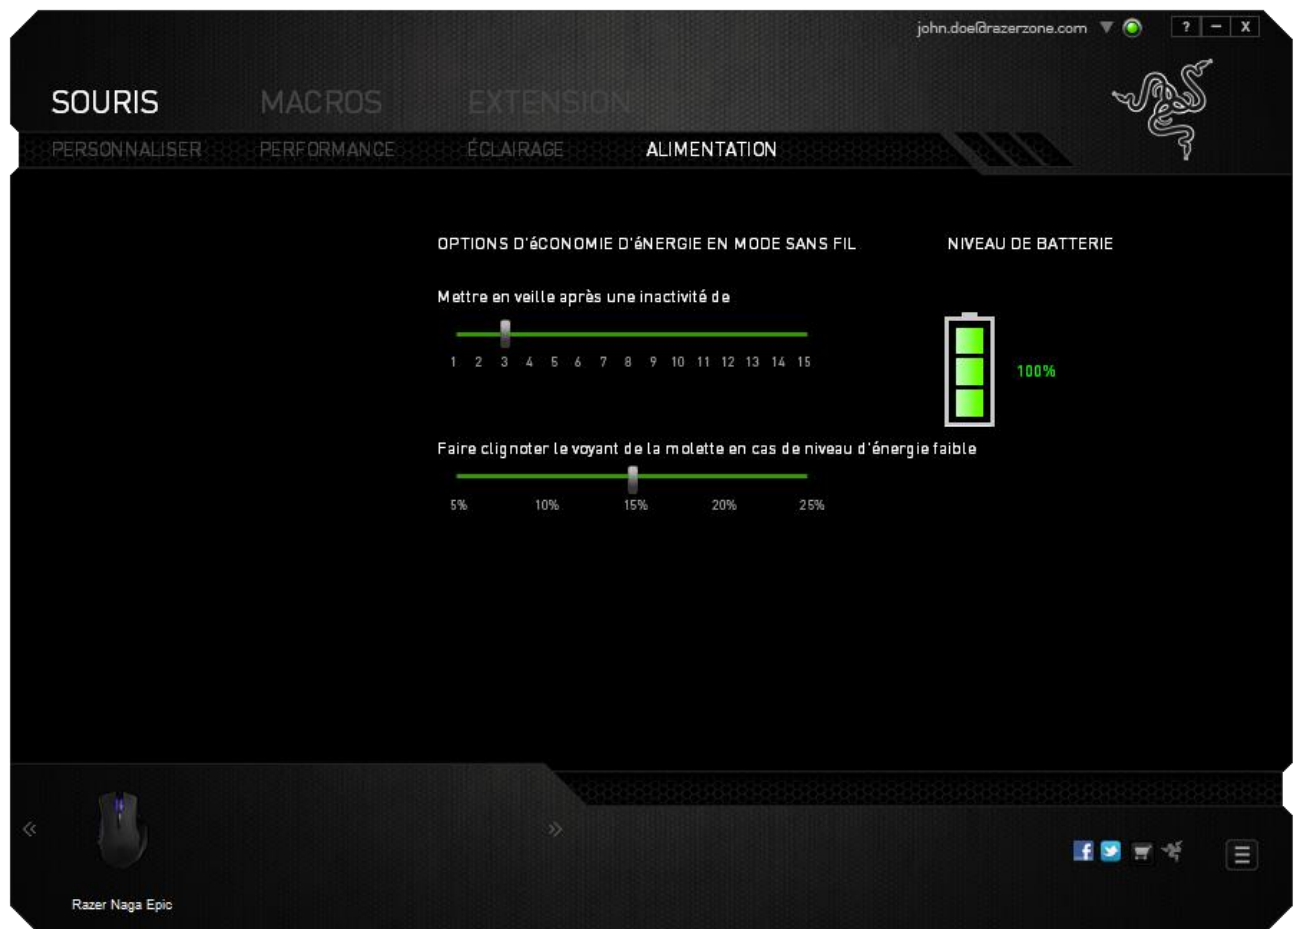 john.doe@razerzone.com ? − X
SOURIS MACROS EXTENSION
PERSONNALISER PERFORMANCE ÉCLAIRAGE ALIMENTATION
OPTIONS D'éCONOMIE D'éNERGIE EN MODE SANS FIL NIVEAU DE BATTERIE
Mettre en veille après une inactivité de
1 2 3 4 5 6 7 8 9 10 11 12 13 14 15
100%
Faire clignoter le voyant de la molette en cas de niveau d'énergie faible
5% 10% 15% 20% 25%
Razer Naga Epic